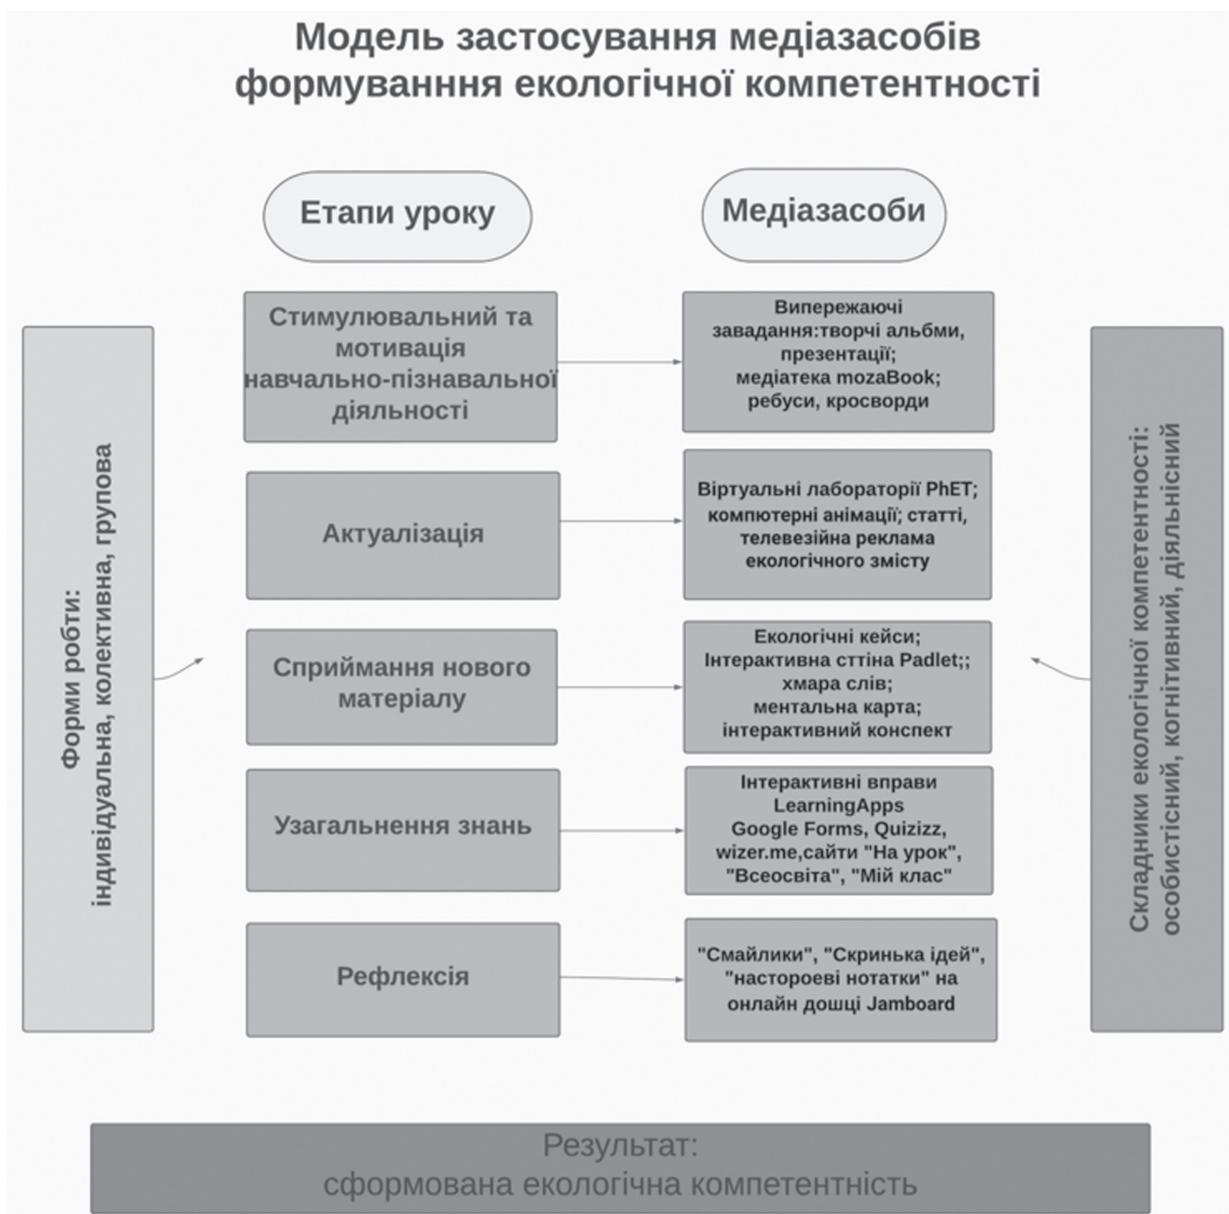 Модель застосування медіазасобів
формуванння екологічної компетентності
Етапи уроку
Медіазасоби
Форми робти:
індивідуальна, колективна, групова
Стимулювальний та
мотивація
навчально-пізнавальної
діяльності
Випережаючі
завадання:творчі альбми,
презентації;
медіатека mozaBook;
ребуси, кросворди
Актуалізація
Віртуальні лабораторії PhET;
компютерні анімації; статті,
телевезійна реклама
екологічного змісту
Сприймання нового
матеріалу
Екологічні кейси;
Інтерактивна сттіна Padlet;;
хмара слів;
ментальна карта;
інтерактивний конспект
Узагальнення знань
Інтерактивні вправи
LearningApps
Google Forms, Quizizz,
wizer.me,сайти "На урок",
"Всеосвіта", "Мій клас"
Рефлексія
"Смайлики", "Скринька ідей",
"настороеві нотатки" на
онлайн дошці Jamboard
Складники екологічної компетентності:
особистісний, когнітивний, діяльнісний
Результат:
сформована екологічна компетентність